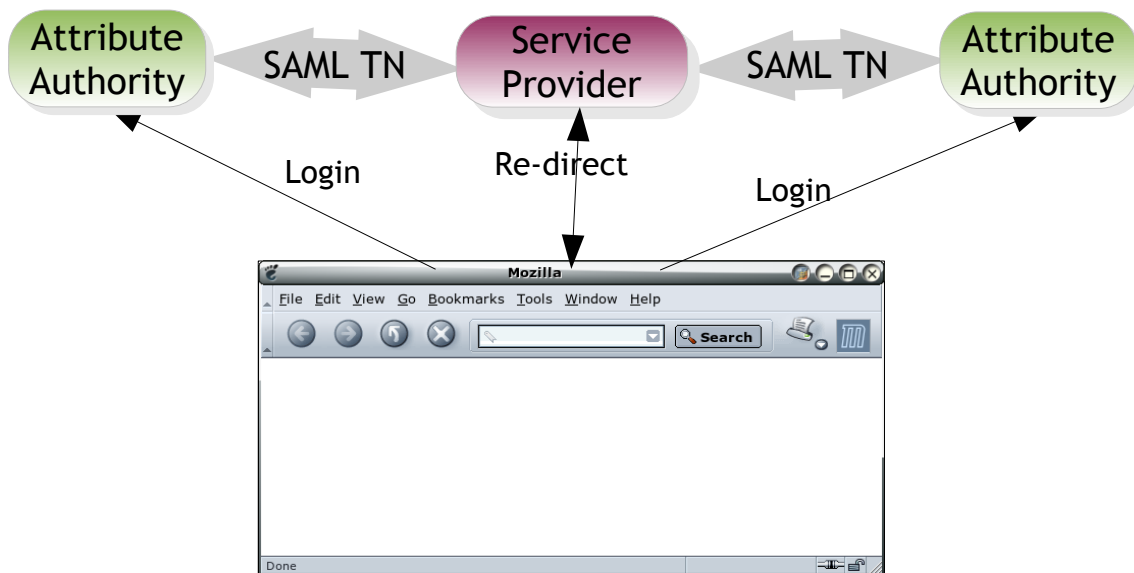 Attribute
Authority
SAML TN
Service
Provider
SAML TN
Attribute
Authority
Login
Re-direct
Login
Mozilla
File Edit View Go Bookmarks Tools Window Help
Search
Done